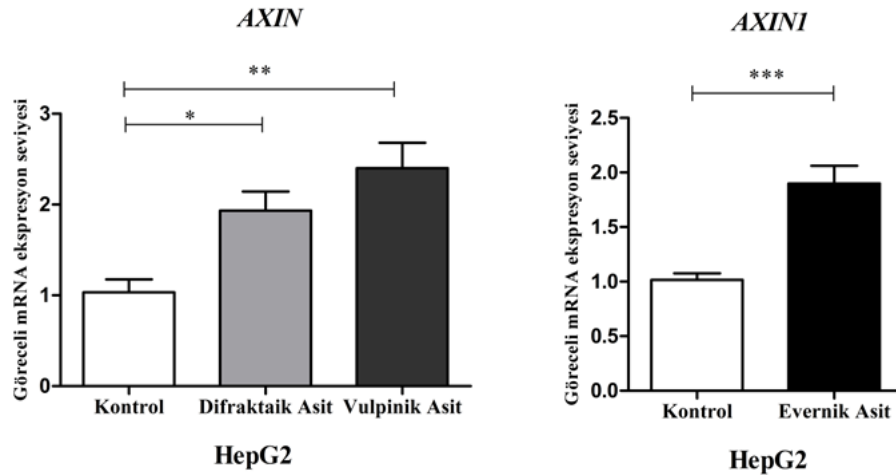 AXIN
**
*
Göreceli mRNA ekspresyon seviyesi
3
2
1
0
Kontrol Difraktaik Asit Vulpinik Asit
HepG2
AXIN1
***
Göreceli mRNA ekspresyon seviyesi
2.5
2.0
1.5
1.0
0.5
0.0
Kontrol Evernik Asit
HepG2